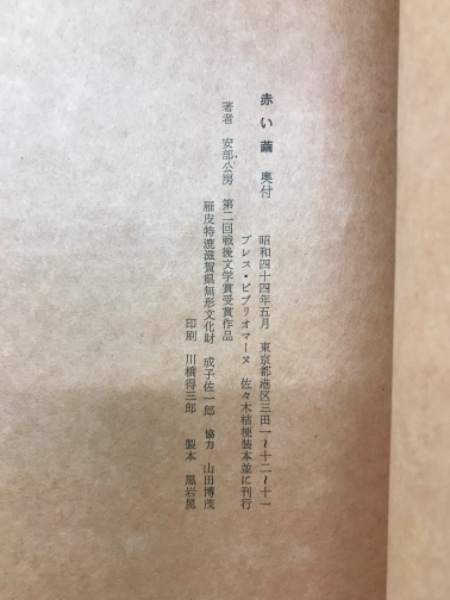 赤い繭 奥付 昭和四十四年五月 東京都港区三田一〜十二〜十一
プレス・ビブリオマーヌ 佐々木桔梗装本並に刊行
著者 安部公房 第二回戦後文学賞受賞作品
雁皮特漉滋賀県無形文化財 成子佐一郎 協力 山田博茂
印刷 川横得三郎 製本 黒岩晃